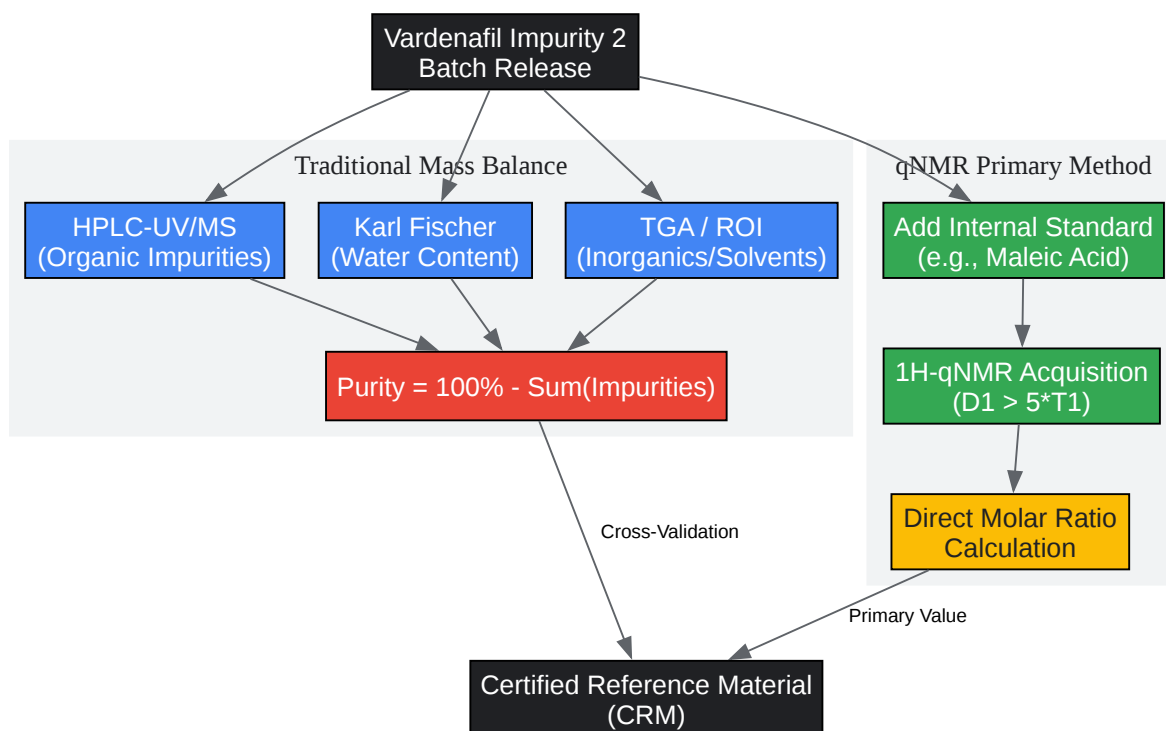 Vardenafil Impurity 2
Batch Release
Traditional Mass Balance
qNMR Primary Method
HPLC-UV/MS
(Organic Impurities)
Karl Fischer
(Water Content)
TGA / ROI
(Inorganics/Solvents)
Add Internal Standard
(e.g., Maleic Acid)
Purity = 100% - Sum(Impurities)
1H-qNMR Acquisition
(D1 > 5*T1)
Direct Molar Ratio
Calculation
Cross-Validation
Primary Value
Certified Reference Material
(CRM)